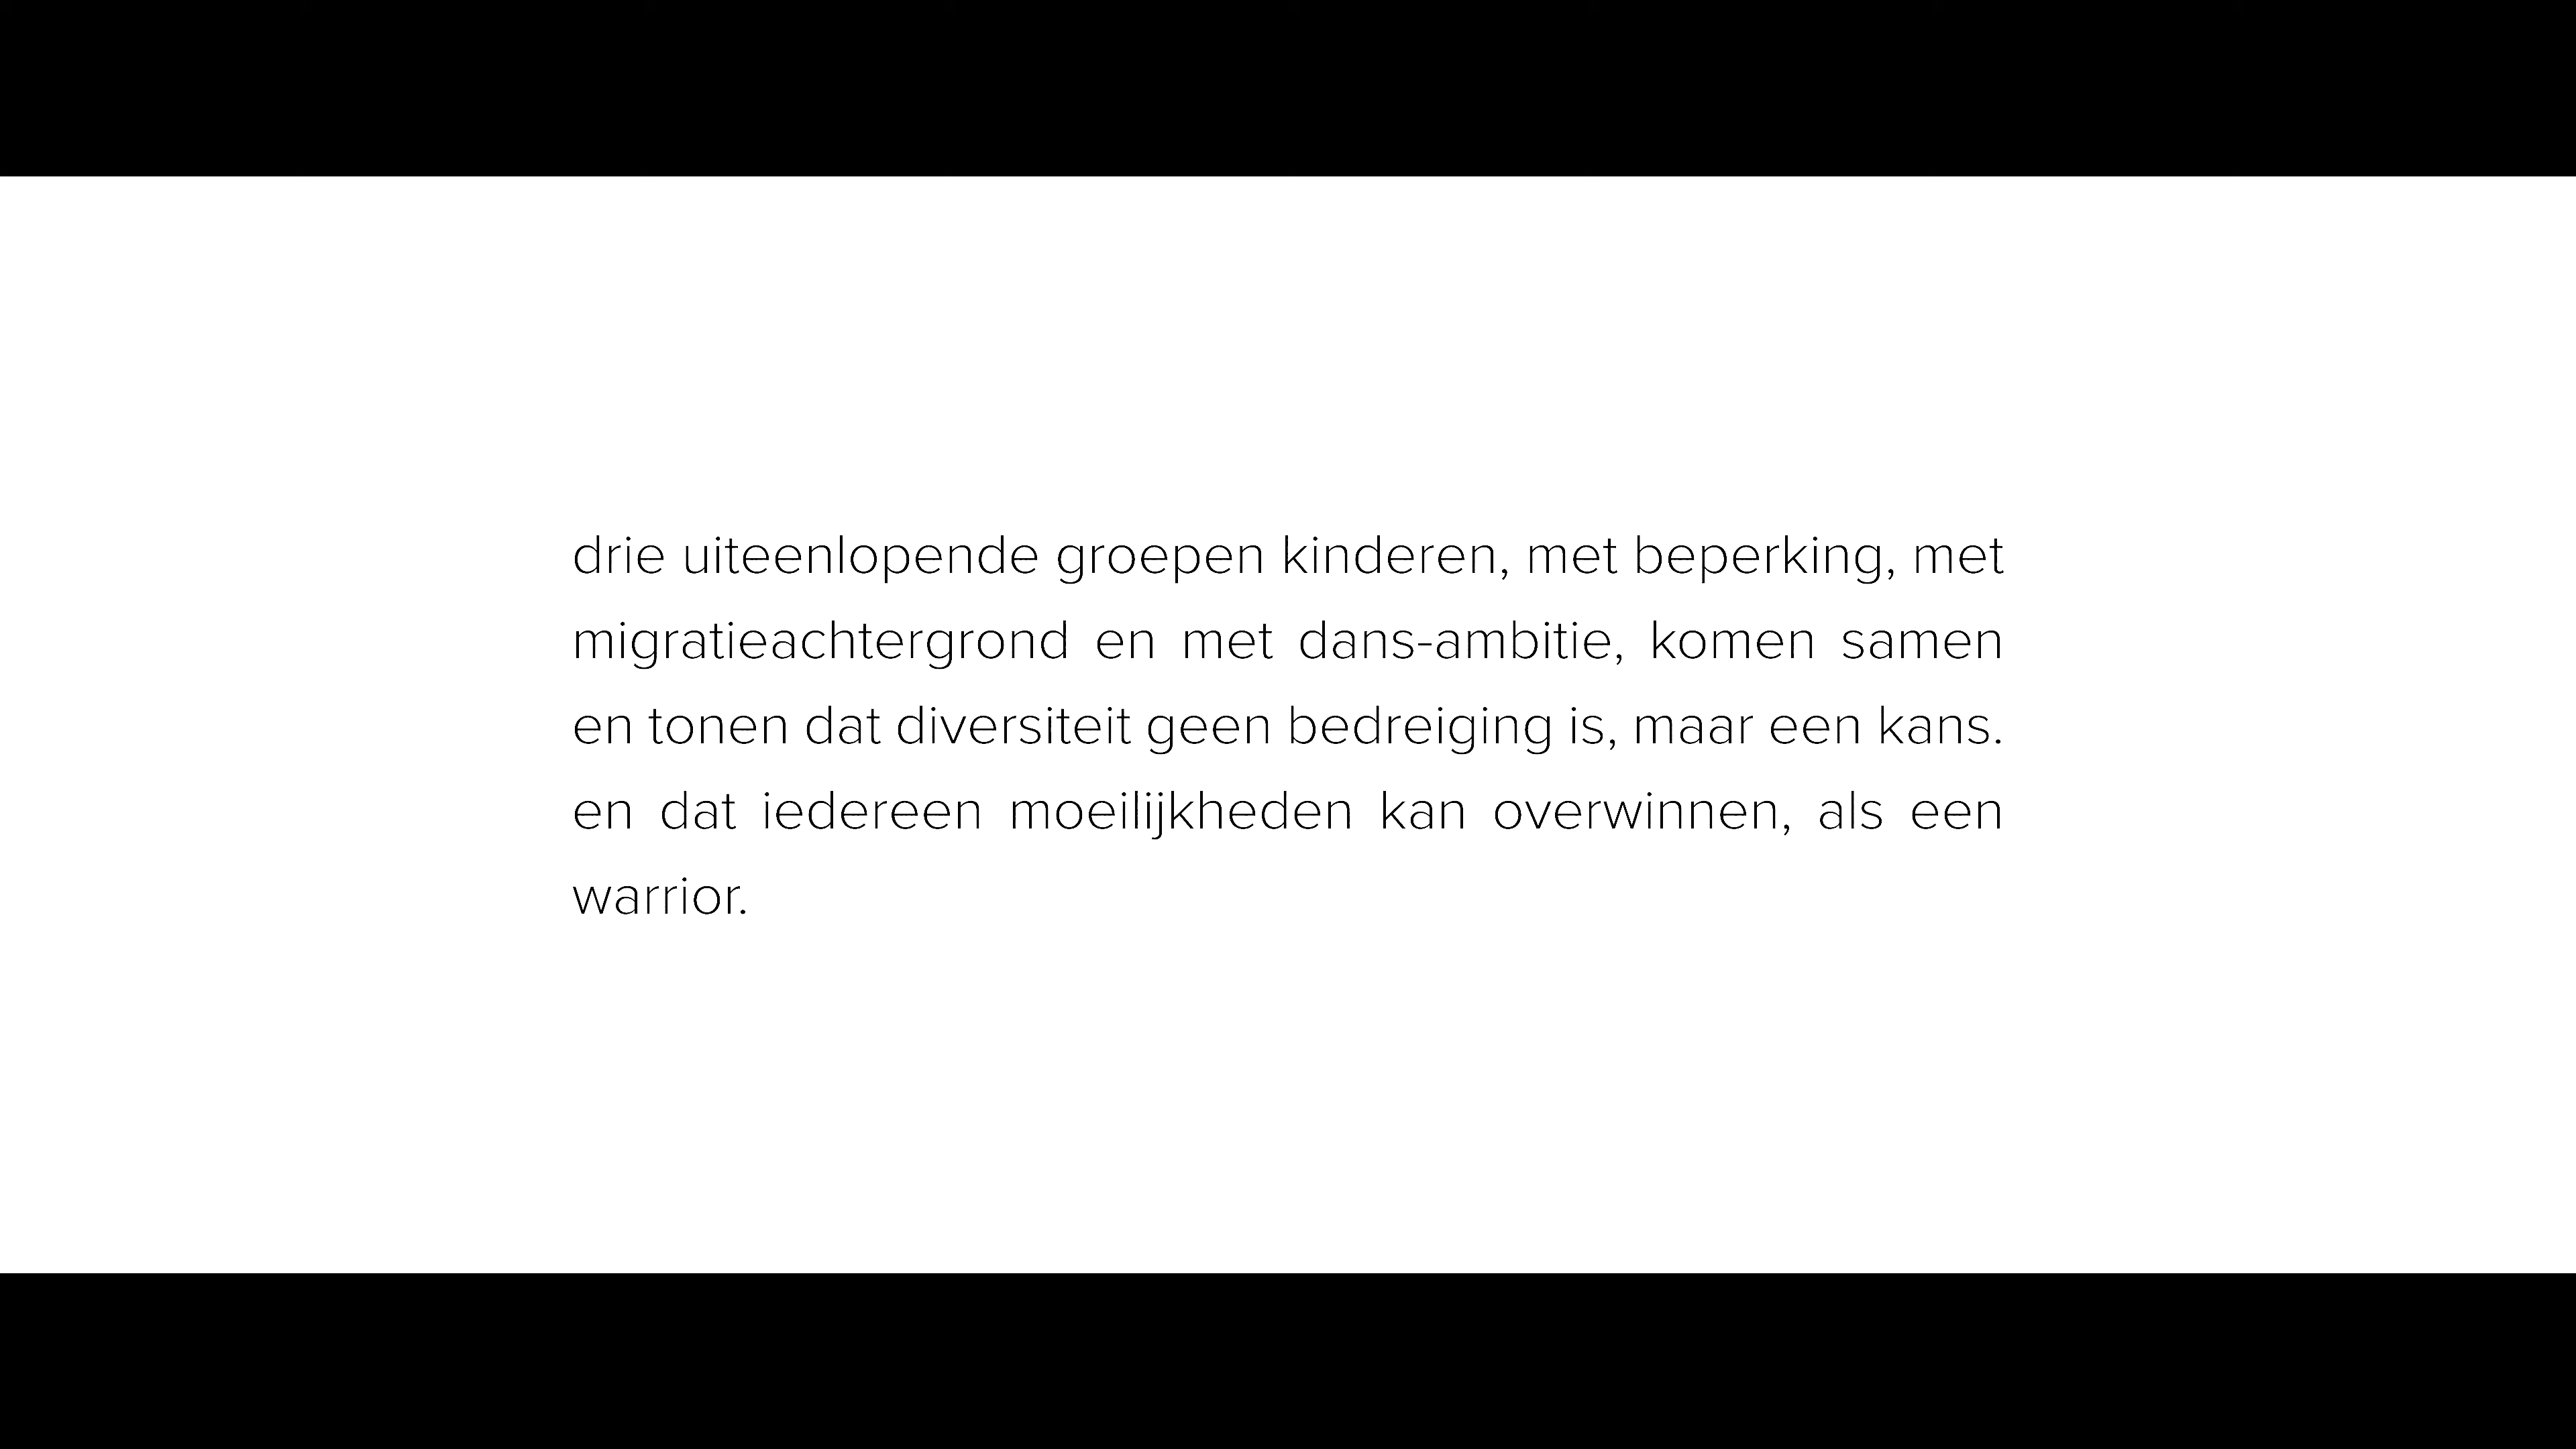 drie uiteenlopende groepen kinderen, met beperking, met
migratieachtergrond en met dans-ambitie, komen samen
en tonen dat diversiteit geen bedreiging is, maar een kans.
en dat iedereen moeilijkheden kan overwinnen, als een
warrior.